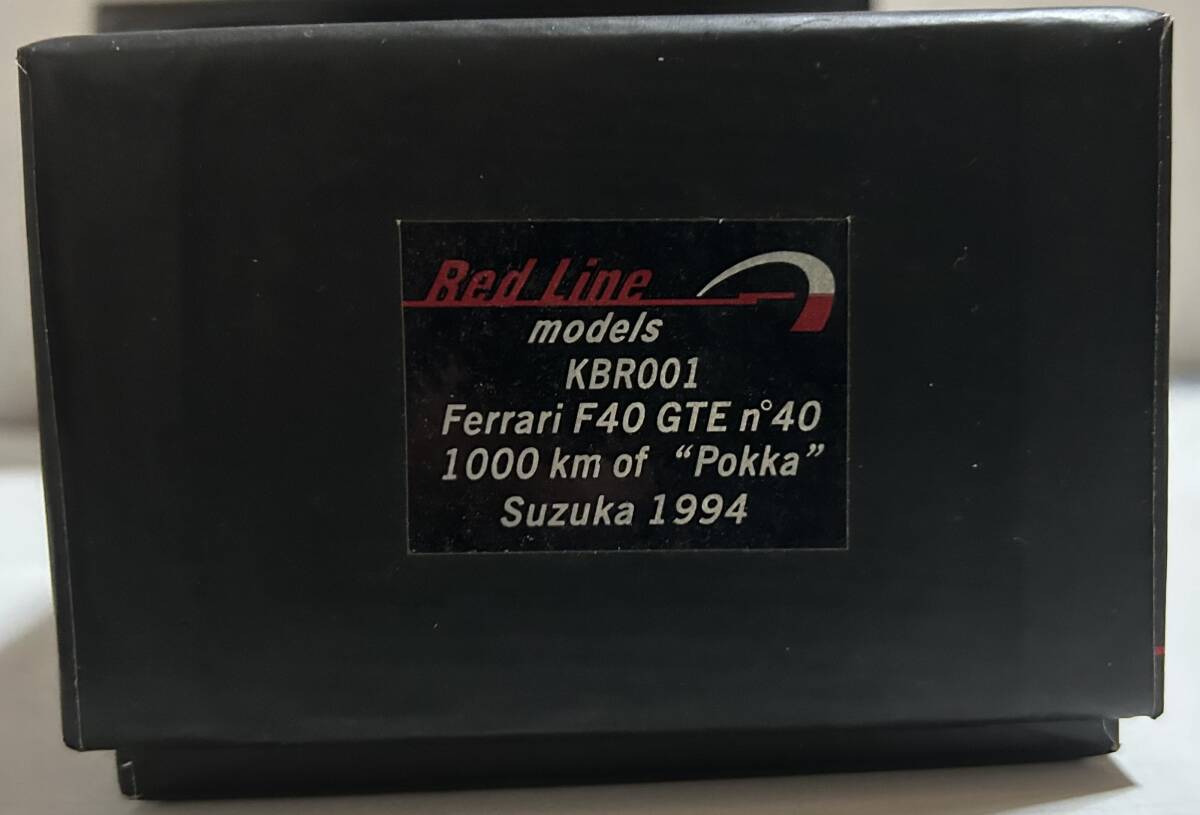 Red Line
models
KBR001
Ferrari F40 GTE n°40
1000 km of “Pokka”
Suzuka 1994